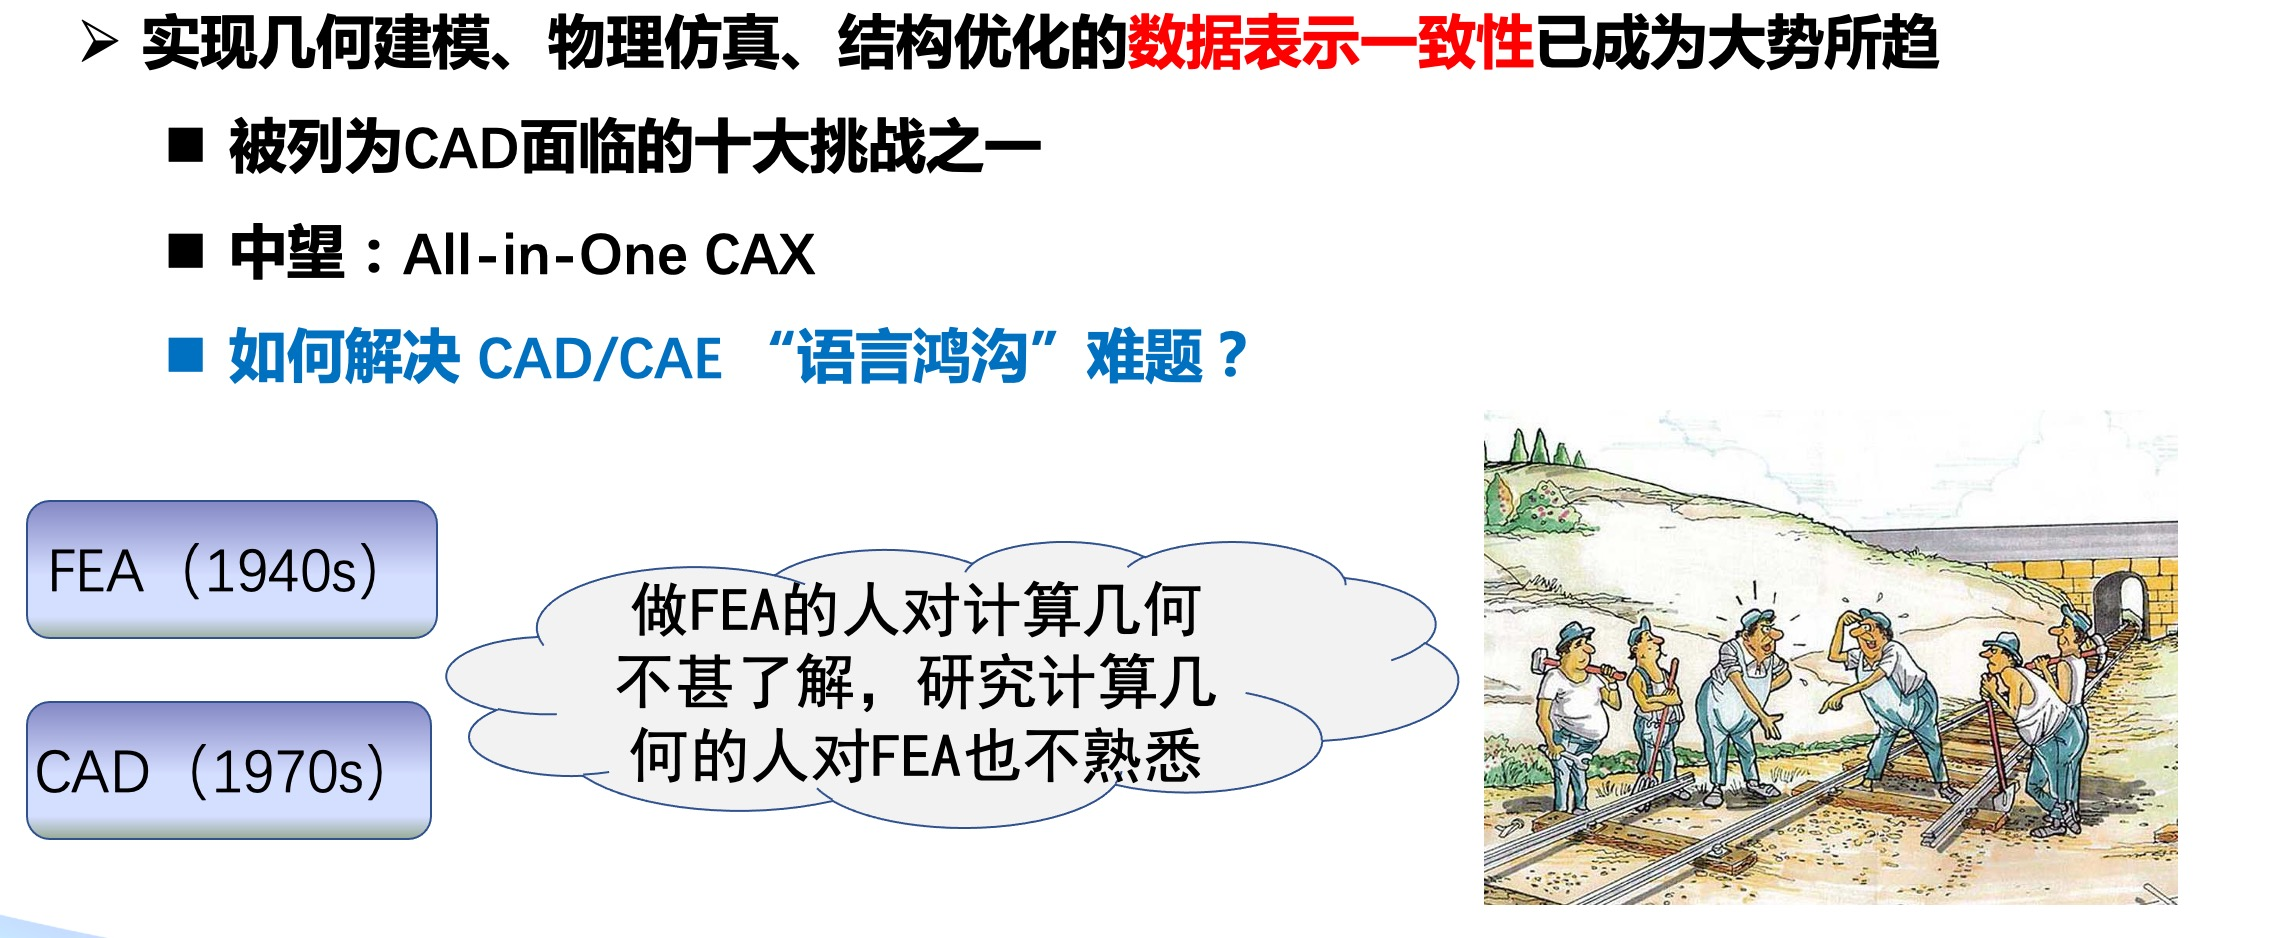 实现几何建模、物理仿真、结构优化的数据表示一致性已成为大势所趋
被列为CAD面临的十大挑战之一
中望：All-in-One CAX
如何解决 CAD/CAE “语言鸿沟”难题？
FEA（1940s）
CAD（1970s）
做FEA的人对计算几何
不甚了解，研究计算几
何的人对FEA也不熟悉